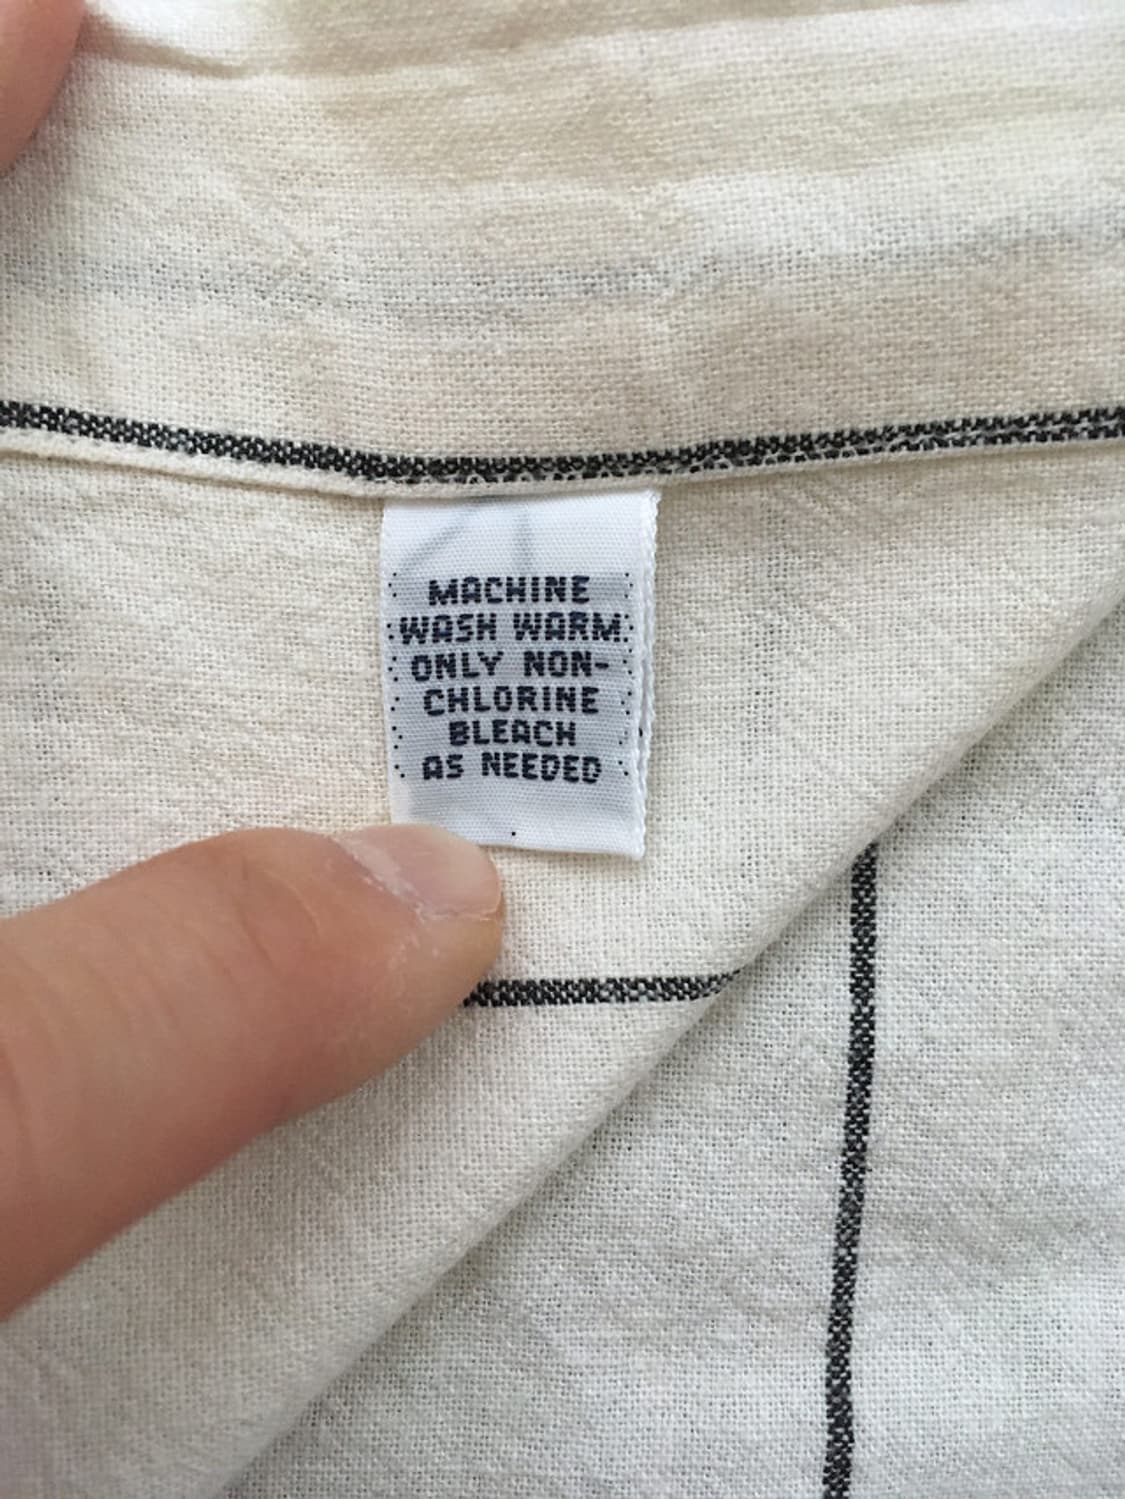 MACHINE
WASH WARM
ONLY NON-
CHLORINE
BLEACH
AS NEEDED